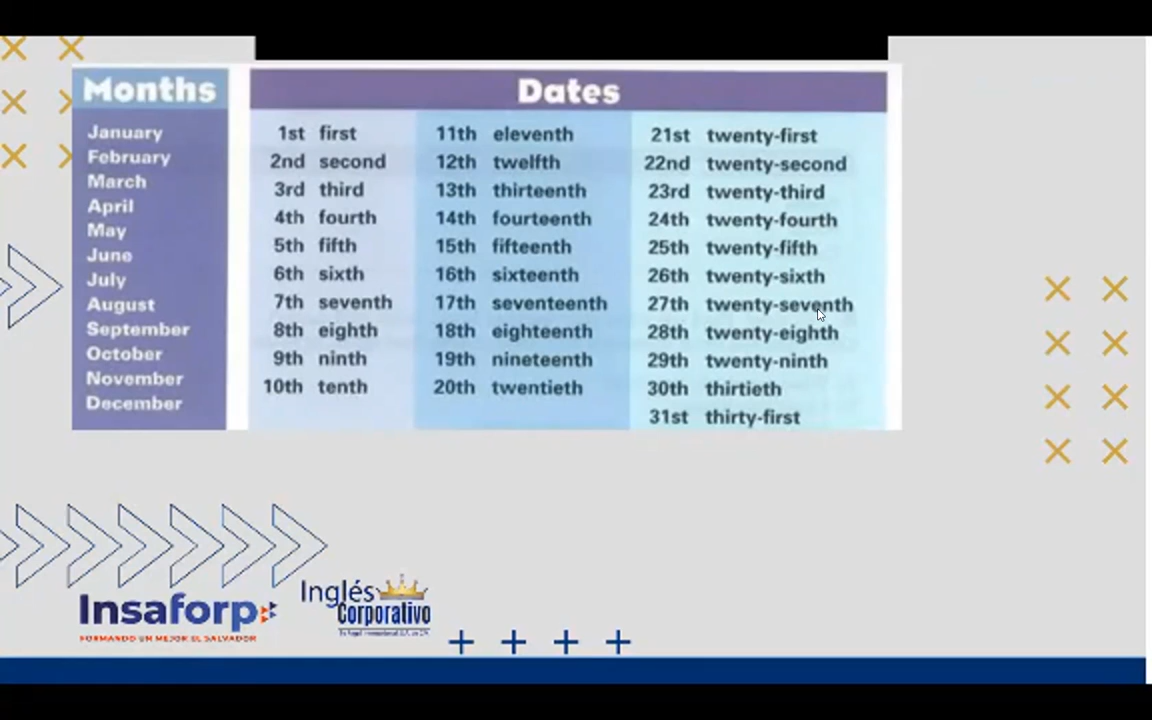 Months
January
February
March
April
May
June
July
August
September
October
November
December
Dates
1st first
2nd second
3rd third
4th fourth
5th fifth
6th sixth
7th seventh
8th eighth
9th ninth
10th tenth
11th eleventh
12th twelfth
13th thirteenth
14th fourteenth
15th fifteenth
16th sixteenth
17th seventeenth
18th eighteenth
19th nineteenth
20th twentieth
21st twenty-first
22nd twenty-second
23rd twenty-third
24th twenty-fourth
25th twenty-fifth
26th twenty-sixth
27th twenty-seventh
28th twenty-eighth
29th twenty-ninth
30th thirtieth
31st thirty-first
Insaforp
FORMANDO UN MEJOR EL SALVADOR
Inglés
Corporativo